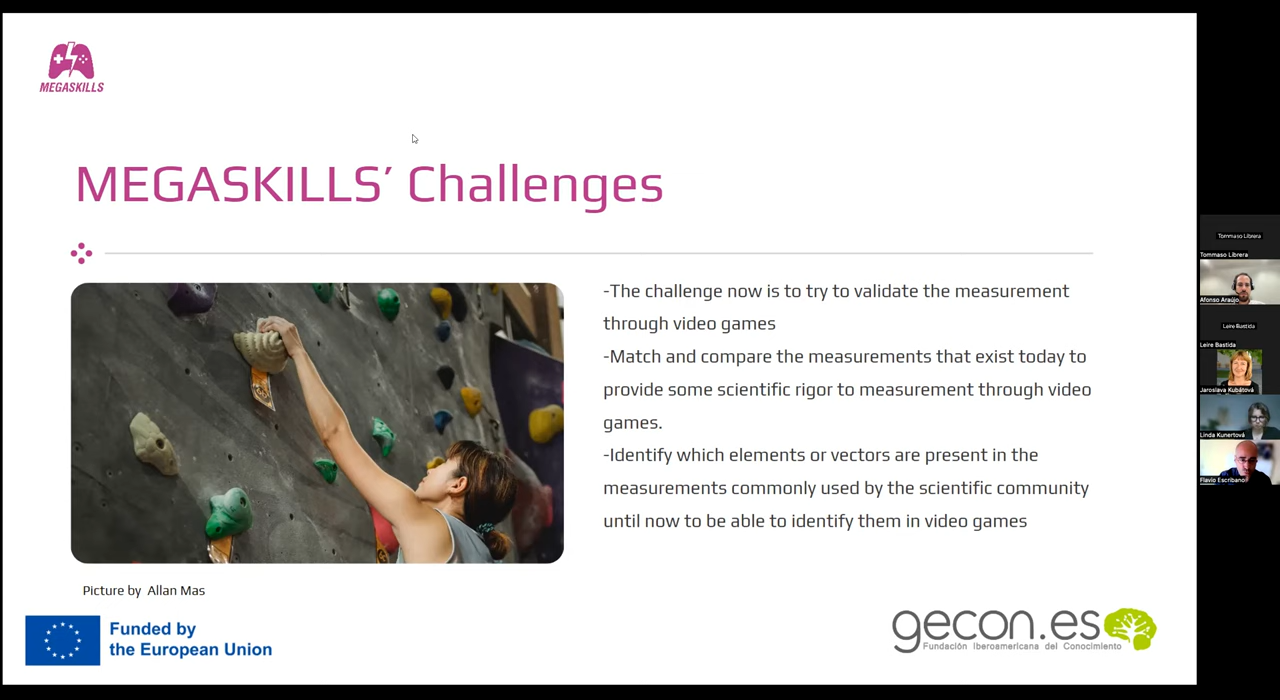 MEGASKILLS
MEGASKILLS’ Challenges
-The challenge now is to try to validate the measurement
through video games
-Match and compare the measurements that exist today to
provide some scientific rigor to measurement through video
games.
-Identify which elements or vectors are present in the
measurements commonly used by the scientific community
until now to be able to identify them in video games
Picture by Allan Mas
Funded by
the European Union
gecon.es
Fundación Iberoamericana del Conocimiento
Tommaso Librera
Tommaso Librera
Afonso Araújo
Leire Bastida
Leire Bastida
Jaroslava Kubátová
Linda Kunertová
Flavio Escribano